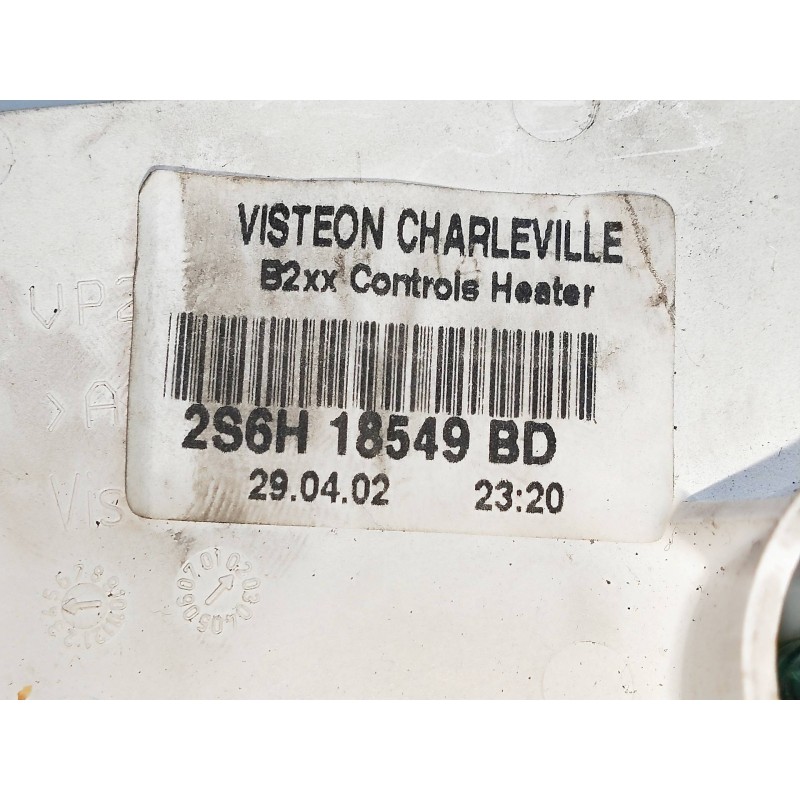 VISTEON CHARLEVILLE
B2xx Controls Heater
2S6H 18549 BD
29.04.02 23:20